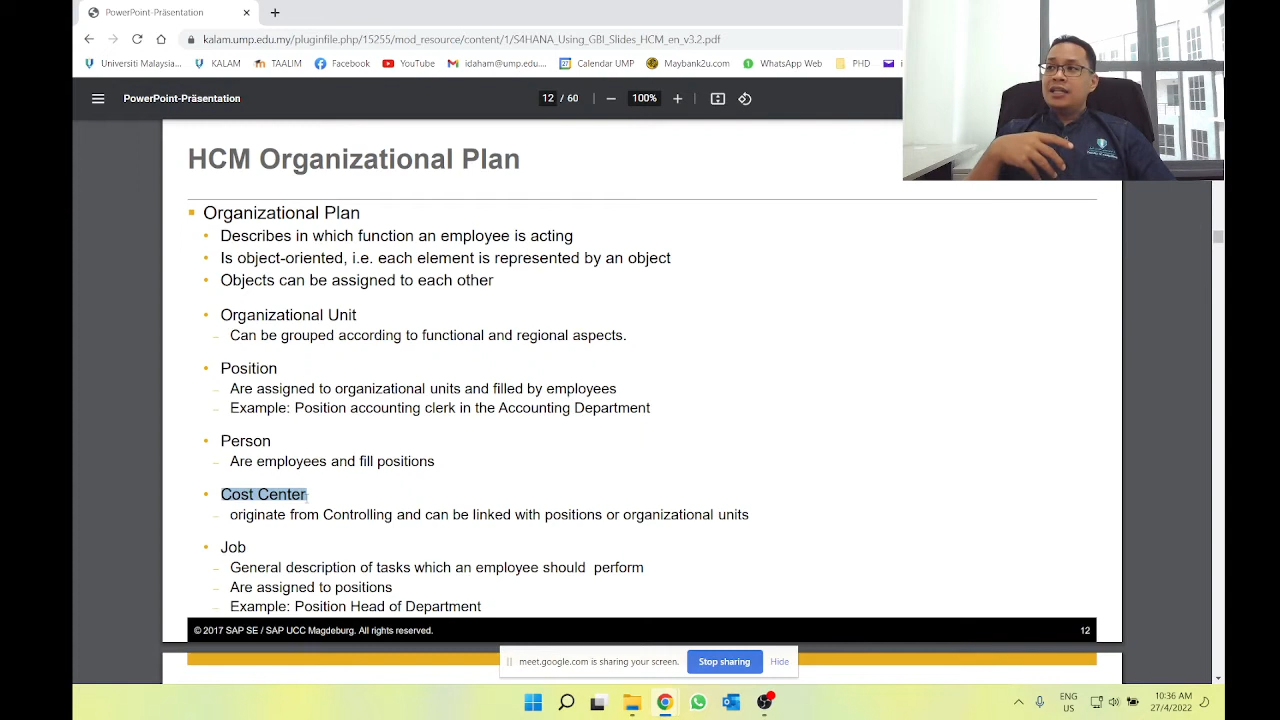 PowerPoint-Präsentation
kalam.ump.edu.my/pluginfile.php/15255/mod_resource/content/1/S4HANA_Using_GBI_Slides_HCM_en_v3.2.pdf
Universiti Malaysia...
KALAM
TAALIM
Facebook
YouTube
Gmail
Calendar UMP
Maybank2u.com
WhatsApp Web
PHD
PowerPoint-Präsentation
12 / 60
100%
HCM Organizational Plan
Organizational Plan
Describes in which function an employee is acting
Is object-oriented, i.e. each element is represented by an object
Objects can be assigned to each other
Organizational Unit
Can be grouped according to functional and regional aspects.
Position
Are assigned to organizational units and filled by employees
Example: Position accounting clerk in the Accounting Department
Person
Are employees and fill positions
Cost Center
originate from Controlling and can be linked with positions or organizational units
Job
General description of tasks which an employee should perform
Are assigned to positions
Example: Position Head of Department
© 2017 SAP SE / SAP UCC Magdeburg. All rights reserved.
12
meet.google.com is sharing your screen.
Stop sharing
Hide
ENG
US
10:36 AM
27/4/2022